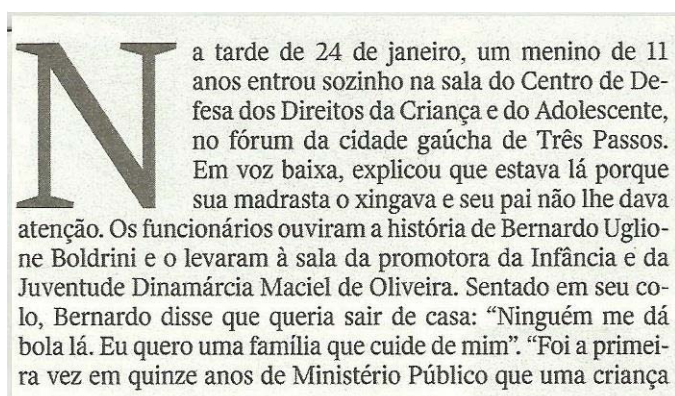 Na tarde de 24 de janeiro, um menino de 11
anos entrou sozinho na sala do Centro de De-
fesa dos Direitos da Criança e do Adolescente,
no fórum da cidade gaúcha de Três Passos.
Em voz baixa, explicou que estava lá porque
sua madrasta o xingava e seu pai não lhe dava
atenção. Os funcionários ouviram a história de Bernardo Uglio-
ne Boldrini e o levaram à sala da promotora da Infância e da
Juventude Dinamárcia Maciel de Oliveira. Sentado em seu co-
lo, Bernardo disse que queria sair de casa: “Ninguém me dá
bola lá. Eu quero uma família que cuide de mim”. “Foi a primei-
ra vez em quinze anos de Ministério Público que uma criança